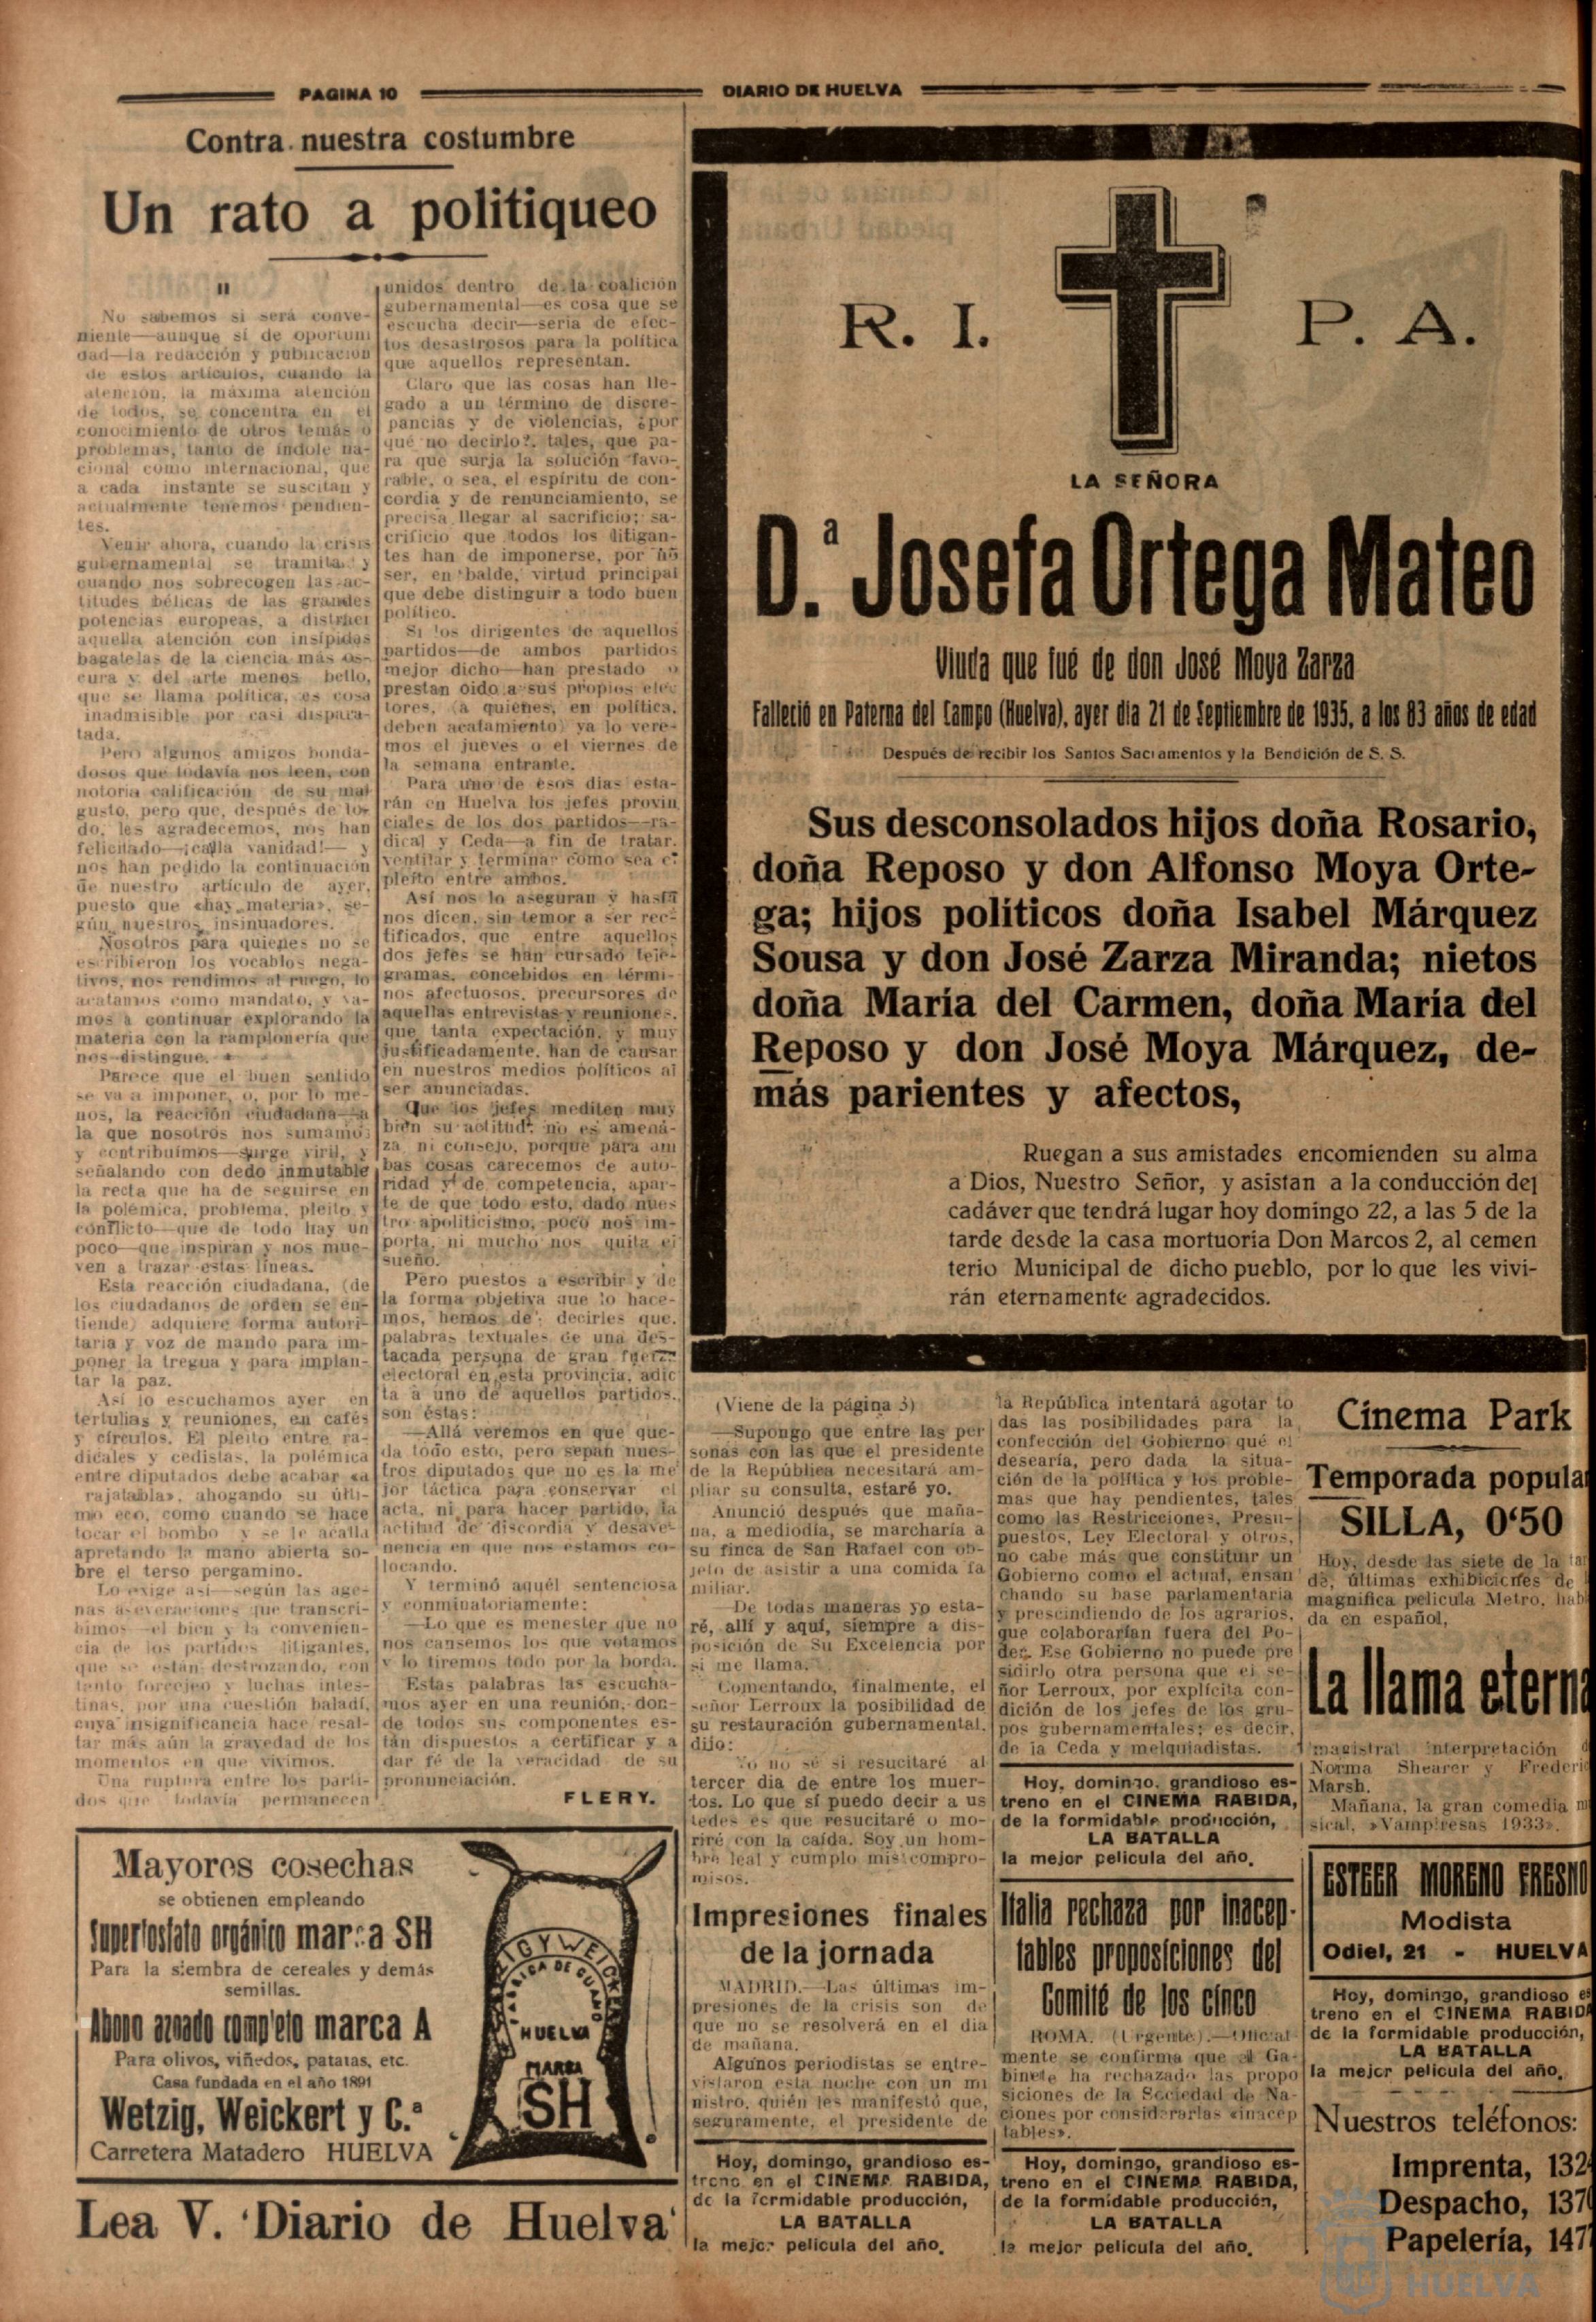 PAGINA 10
DIARIO DE HUELVA
Contra nuestra costumbre
Un rato a politiqueo
II
No sabemos si será conve-
niente—aunque sí de oportuni
dad—la redacción y publicación
de estos artículos, cuando la
atención, la máxima atención
de todos, se concentra en el
conocimiento de otros temas o
problemas, tanto de índole na-
cional como internacional, que
a cada instante se suscitan y
actualmente tenemos pendien-
tes.
Venir ahora, cuando la crisis
gubernamental se tramita y
cuando nos sobrecogen las ac-
titudes bélicas de las grandes
potencias europeas, a distraer
aquella atención con insípidas
bagatelas de la ciencia más os-
cura y del arte menos bello,
que se llama política, es cosa
inadmisible por casi dispara-
tada.
Pero algunos amigos bonda-
dosos que todavía nos leen, con
notoria calificación de su mal
gusto, pero que, después de to-
do, les agradecemos, nos han
felicitado—¡calla vanidad!— y
nos han pedido la continuación
de nuestro artículo de ayer,
puesto que «hay materia», se-
gún nuestros insinuadores.
Nosotros para quienes no se
escribieron los vocablos nega-
tivos, nos rendimos al ruego, lo
acatamos como mandato, y va-
mos a continuar explorando la
materia con la ramplonería que
nos distingue.
Parece que el buen sentido
se va a imponer, o, por lo me-
nos, la reacción ciudadana—a
la que nosotros nos sumamos
y contribuimos—surge viril, y
señalando con dedo inmutable
la recta que ha de seguirse en
la polémica, problema, pleito y
conflicto—que de todo hay un
poco—que inspiran y nos mue-
ven a trazar estas líneas.
Esta reacción ciudadana, (de
los ciudadanos de orden se en-
tiende) adquiere forma autori-
taria y voz de mando para im-
poner la tregua y para implan-
tar la paz.
Así lo escuchamos ayer en
tertulias y reuniones, en cafés
y círculos. El pleito entre ra-
dicales y cedistas, la polémica
entre diputados debe acabar «a
rajatabla», ahogando su últi-
mo eco, como cuando se hace
tocar el bombo y se le acalla
apretando la mano abierta so-
bre el terso pergamino.
Lo exige así—según las age-
nas aseveraciones que transcri-
bimos—el bien y la convenien-
cia de los partidos litigantes,
que se están destrozando, con
tanto forcejeo y luchas intes-
tinas, por una cuestión baladí,
cuya insignificancia hace resal-
tar más aún la gravedad de los
momentos en que vivimos.
Una ruptura entre los parti-
dos que todavía permanecen
unidos dentro de la coalición
gubernamental—es cosa que se
escucha decir—sería de efec-
tos desastrosos para la política
que aquellos representan.
Claro que las cosas han lle-
gado a un término de discre-
pancias y de violencias, ¿por
qué no decirlo?, tales, que pa-
ra que surja la solución favo-
rable, o sea, el espíritu de con-
cordia y de renunciamiento, se
precisa llegar al sacrificio; sa-
crificio que todos los litigan-
tes han de imponerse, por no
ser, en balde, virtud principal
que debe distinguir a todo buen
político.
Si los dirigentes de aquellos
partidos—de ambos partidos
mejor dicho—han prestado o
prestan oído a sus propios elec
tores, (a quienes, en política,
deben acatamiento) ya lo vere-
mos el jueves o el viernes de
la semana entrante.
Para uno de esos días esta-
rán en Huelva los jefes provin
ciales de los dos partidos—ra-
dical y Ceda—a fin de tratar,
ventilar y terminar como sea el
pleito entre ambos.
Así nos lo aseguran y hasta
nos dicen, sin temor a ser rec-
tificados, que entre aquellos
dos jefes se han cursado tele-
gramas, concebidos en térmi-
nos afectuosos, precursores de
aquellas entrevistas y reuniones,
que tanta expectación, y muy
justificadamente, han de causar
en nuestros medios políticos al
ser anunciadas.
Que los jefes mediten muy
bien su actitud: no es amena-
za ni consejo, porque para am
bas cosas carecemos de auto-
ridad y de competencia, apar-
te de que todo esto, dado nues
tro apoliticismo, poco nos im-
porta, ni mucho nos quita el
sueño.
Pero puestos a escribir y de
la forma objetiva que lo hace-
mos, hemos de decirles que,
palabras textuales de una des-
tacada persona de gran fuerza
electoral en esta provincia, adic
ta a uno de aquellos partidos,
son éstas:
—Allá veremos en que que-
da todo esto, pero sepan nues-
tros diputados que no es la me
jor táctica para conservar el
acta, ni para hacer partido, la
actitud de discordia y desave-
nencia en que nos estamos co-
locando.
Y terminó aquél sentenciosa
y conminatoriamente:
—Lo que es menester que no
nos cansemos los que votamos
y lo tiremos todo por la borda.
Estas palabras las escucha-
mos ayer en una reunión, don-
de todos sus componentes es-
tán dispuestos a certificar y a
dar fé de la veracidad de su
pronunciación.
FLERY.
Mayores cosechas
se obtienen empleando
Superfosfato orgánico marca SH
Para la siembra de cereales y demás
semillas.
Abono azoado completo marca A
Para olivos, viñedos, patatas, etc.
Casa fundada en el año 1891
Wetzig, Weickert y C.ª
Carretera Matadero HUELVA
HUELVA
MARCA
SH
Lea V. 'Diario de Huelva'
R. I. P. A.
LA SEÑORA
D.ª Josefa Ortega Mateo
Viuda que fué de don José Moya Zarza
Falleció en Paterna del Campo (Huelva), ayer día 21 de Septiembre de 1935, a los 83 años de edad
Después de recibir los Santos Sacramentos y la Bendición de S. S.
Sus desconsolados hijos doña Rosario,
doña Reposo y don Alfonso Moya Orte-
ga; hijos políticos doña Isabel Márquez
Sousa y don José Zarza Miranda; nietos
doña María del Carmen, doña María del
Reposo y don José Moya Márquez, de-
más parientes y afectos,
Ruegan a sus amistades encomienden su alma
a Dios, Nuestro Señor, y asistan a la conducción del
cadáver que tendrá lugar hoy domingo 22, a las 5 de la
tarde desde la casa mortuoria Don Marcos 2, al cemen
terio Municipal de dicho pueblo, por lo que les vivi-
rán eternamente agradecidos.
(Viene de la página 3)
—Supongo que entre las per
sonas con las que el presidente
de la República necesitará am-
pliar su consulta, estaré yo.
Anunció después que maña-
na, a mediodía, se marcharía a
su finca de San Rafael con ob-
jeto de asistir a una comida fa
miliar.
—De todas maneras yo esta-
ré, allí y aquí, siempre a dis-
posición de Su Excelencia por
si me llama.
Comentando, finalmente, el
señor Lerroux la posibilidad de
su restauración gubernamental,
dijo:
Yo no sé si resucitaré al
tercer día de entre los muer-
tos. Lo que sí puedo decir a us
tedes es que resucitaré o mo-
riré con la caída. Soy un hom-
bre leal y cumplo mis compro-
misos.
Impresiones finales
de la jornada
MADRID.—Las últimas im-
presiones de la crisis son de
que no se resolverá en el día
de mañana.
Algunos periodistas se entre-
vistaron esta noche con un mi
nistro, quién les manifestó que,
seguramente, el presidente de
Hoy, domingo, grandioso es-
treno en el CINEMA RABIDA,
de la formidable producción,
LA BATALLA
la mejor película del año.
la República intentará agotar to
das las posibilidades para la
confección del Gobierno qué él
desearía, pero dada la situa-
ción de la política y los proble-
mas que hay pendientes, tales
como las Restricciones, Presu-
puestos, Ley Electoral y otros,
no cabe más que constituir un
Gobierno como el actual, ensan
chando su base parlamentaria
y prescindiendo de los agrarios,
que colaborarían fuera del Po-
der. Ese Gobierno no puede pre
sidirlo otra persona que el se-
ñor Lerroux, por explícita con-
dición de los jefes de los gru-
pos gubernamentales; es decir,
de la Ceda y melquiadistas.
Hoy, domingo, grandioso es-
treno en el CINEMA RABIDA,
de la formidable producción,
LA BATALLA
la mejor película del año.
Italia rechaza por inacep-
tables proposiciones del
Comité de los cinco
ROMA. (Urgente).—Oficial-
mente se confirma que el Ga-
binete ha rechazado las propo
siciones de la Sociedad de Na-
ciones por considerarlas «inacep
tables».
Hoy, domingo, grandioso es-
treno en el CINEMA RABIDA,
de la formidable producción,
LA BATALLA
la mejor película del año.
Cinema Park
Temporada popula
SILLA, 0'50
Hoy, desde las siete de la tar
de, últimas exhibiciones de l
magnífica película Metro, habl
da en español,
La llama eterna
magistral interpretación d
Norma Shearer y Frederic
Marsh.
Mañana, la gran comedia m
sical, «Vampiresas 1933».
ESTEER MORENO FRESNO
Modista
Odiel, 21 - HUELVA
Hoy, domingo, grandioso es
treno en el CINEMA RABIDA
de la formidable producción,
LA BATALLA
la mejor película del año.
Nuestros teléfonos:
Imprenta, 132
Despacho, 137
Papelería, 147
HUELVA